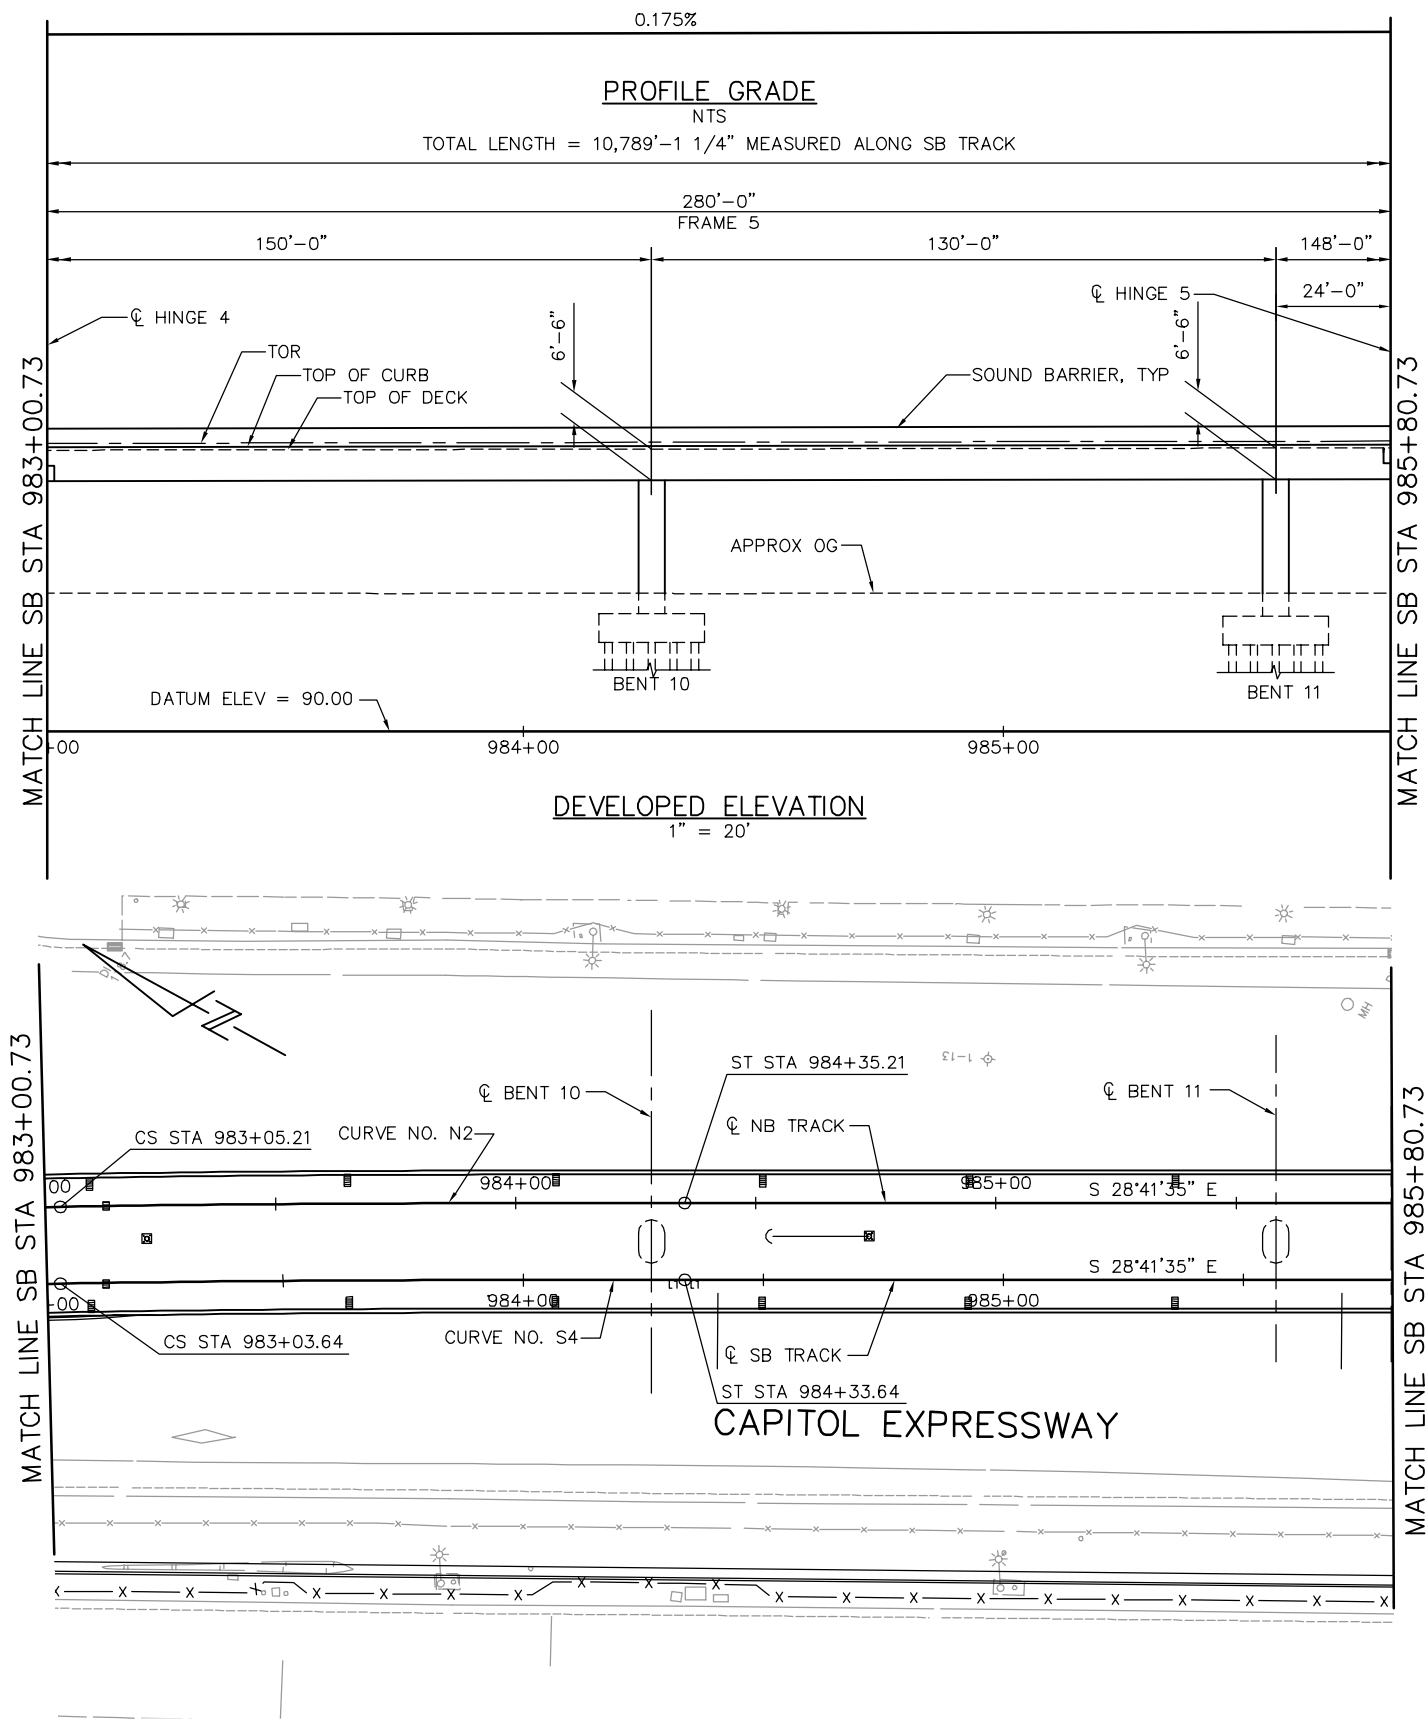 0.175%
PROFILE GRADE
NTS
TOTAL LENGTH = 10,789'-1 1/4" MEASURED ALONG SB TRACK
280'-0"
FRAME 5
150'-0"
130'-0"
148'-0"
24'-0"
℄ HINGE 4
℄ HINGE 5
6'-6"
6'-6"
TOR
TOP OF CURB
TOP OF DECK
SOUND BARRIER, TYP
MATCH LINE SB STA 983+00.73
MATCH LINE SB STA 985+80.73
APPROX OG
BENT 10
BENT 11
DATUM ELEV = 90.00
+00
984+00
985+00
DEVELOPED ELEVATION
1" = 20'
MH
1-13
ST STA 984+35.21
℄ BENT 10
℄ BENT 11
CS STA 983+05.21
CURVE NO. N2
℄ NB TRACK
MATCH LINE SB STA 983+00.73
MATCH LINE SB STA 985+80.73
00
984+00
985+00
S 28°41'35" E
S 28°41'35" E
-00
984+00
985+00
CS STA 983+03.64
CURVE NO. S4
℄ SB TRACK
ST STA 984+33.64
CAPITOL EXPRESSWAY